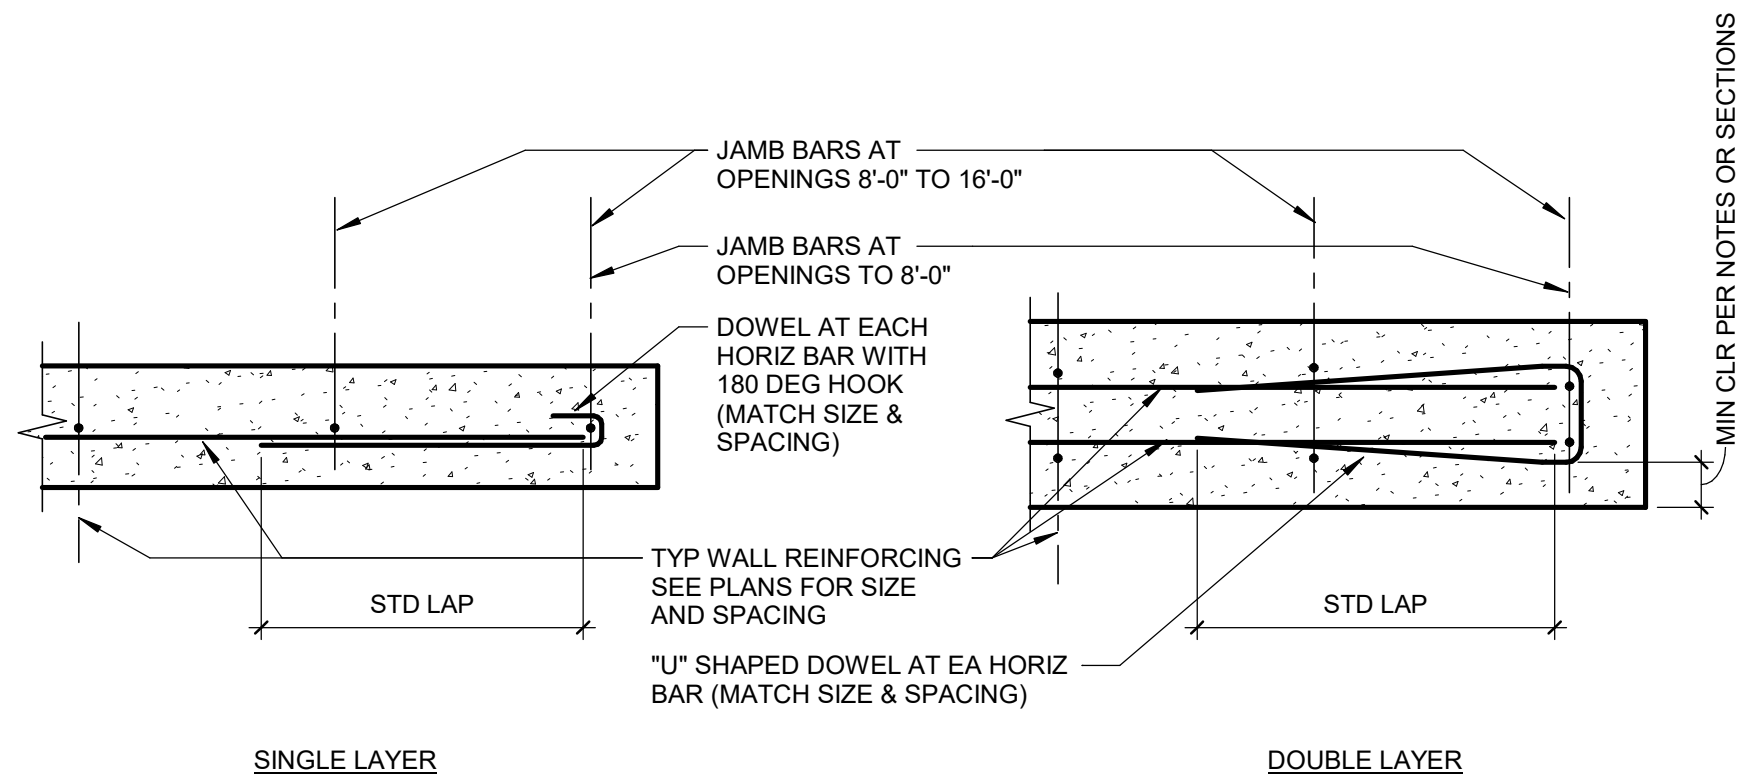 JAMB BARS AT
OPENINGS 8'-0" TO 16'-0"
JAMB BARS AT
OPENINGS TO 8'-0"
DOWEL AT EACH
HORIZ BAR WITH
180 DEG HOOK
(MATCH SIZE &
SPACING)
MIN CLR PER NOTES OR SECTIONS
TYP WALL REINFORCING
SEE PLANS FOR SIZE
AND SPACING
STD LAP
STD LAP
"U" SHAPED DOWEL AT EA HORIZ
BAR (MATCH SIZE & SPACING)
SINGLE LAYER
DOUBLE LAYER